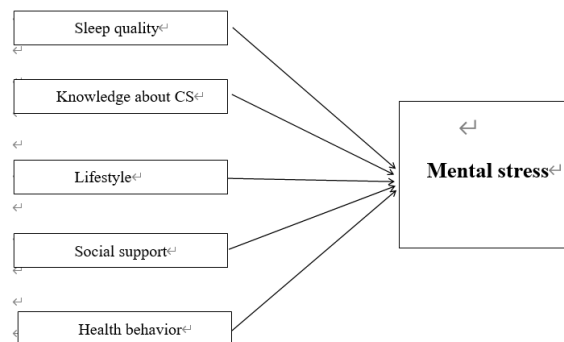 Sleep quality
Knowledge about CS
Lifestyle
Mental stress
Social support
Health behavior